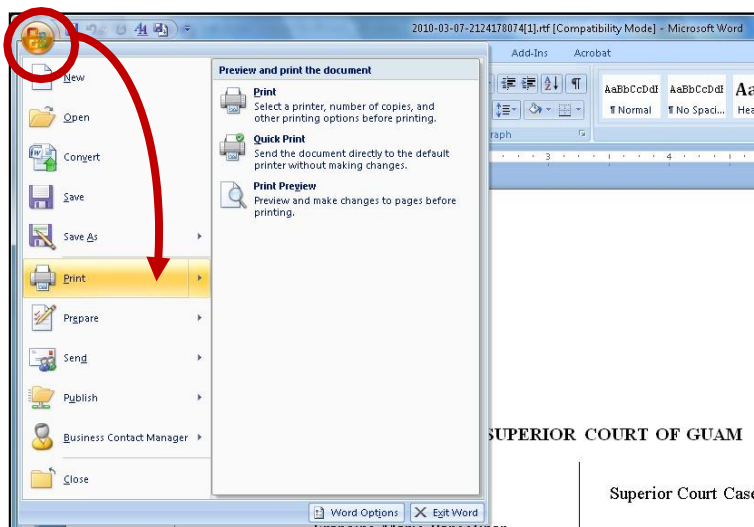 2010-03-07-2124178074[1].rtf [Compatibility Mode] - Microsoft Word
Add-Ins Acrobat
New
Open
Convert
Save
Save As
Print
Prepare
Send
Publish
Business Contact Manager
Close
Preview and print the document
Print
Select a printer, number of copies, and
other printing options before printing.
Quick Print
Send the document directly to the default
printer without making changes.
Print Preview
Preview and make changes to pages before
printing.
Word Options Exit Word
AaBbCcDdE AaBbCcDdE Aa
¶ Normal ¶ No Spaci... Hea
raph
3 4
SUPERIOR COURT OF GUAM
Superior Court Case